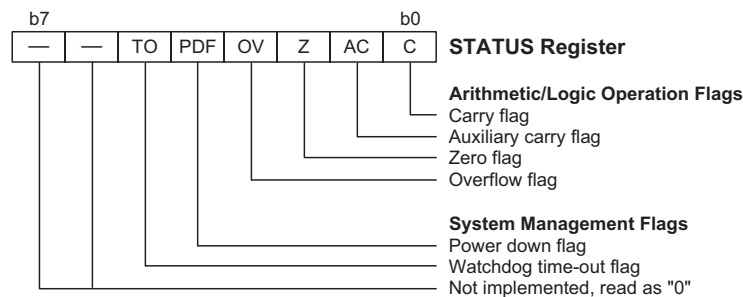 b7 b0
— — TO PDF OV Z AC C STATUS Register
Arithmetic/Logic Operation Flags
Carry flag
Auxiliary carry flag
Zero flag
Overflow flag
System Management Flags
Power down flag
Watchdog time-out flag
Not implemented, read as "0"